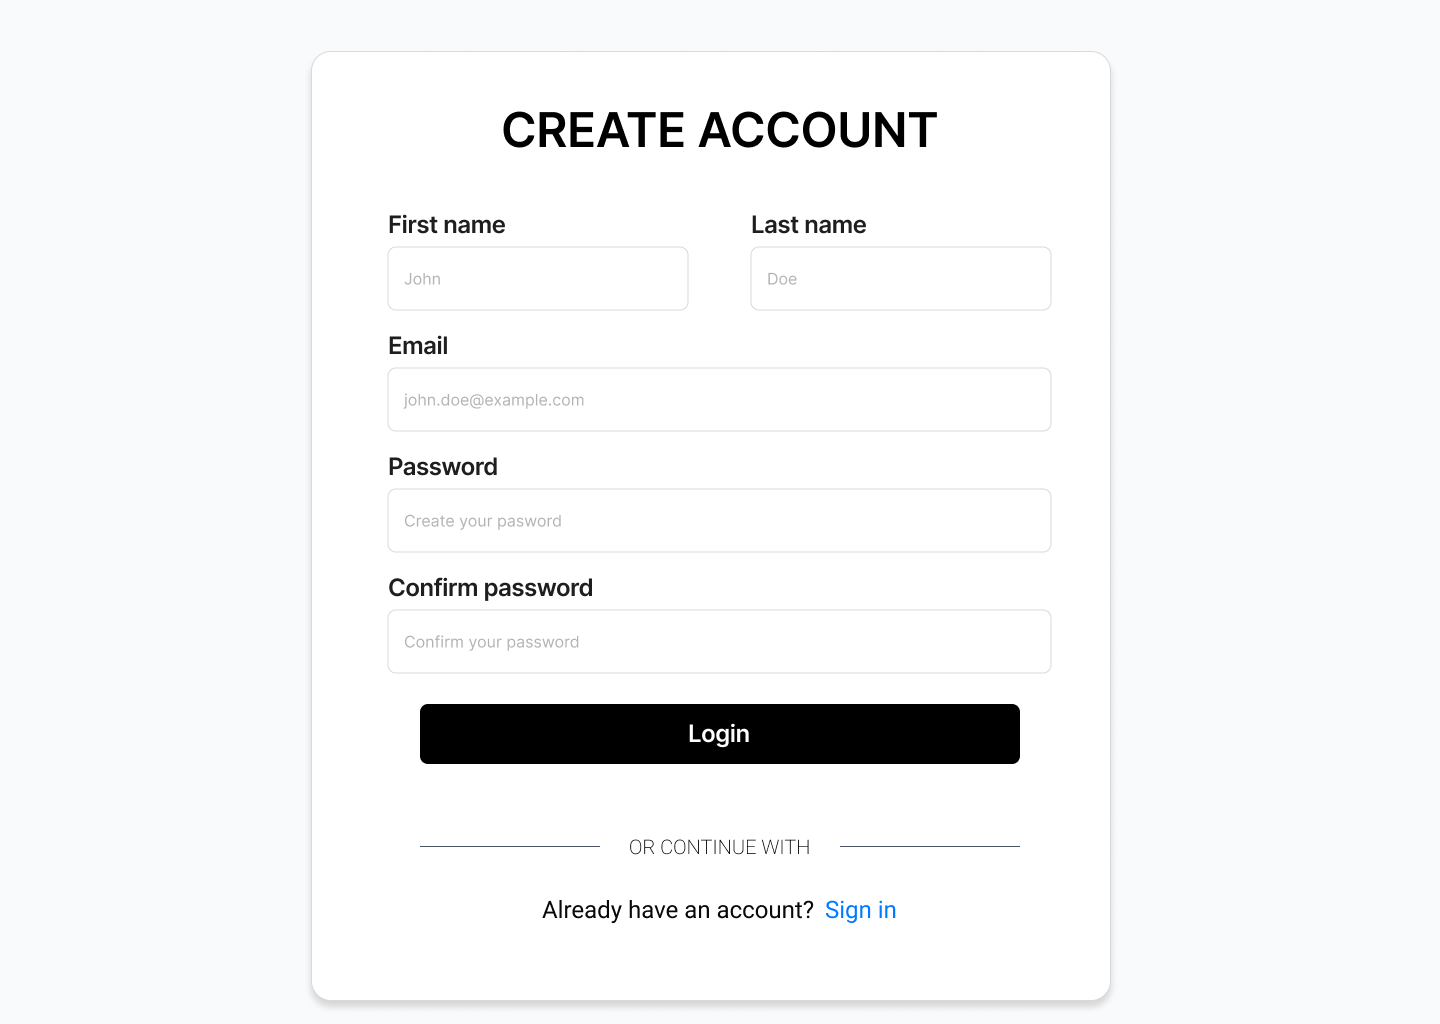 CREATE ACCOUNT
First name
Last name
John
Doe
Email
john.doe@example.com
Password
Create your pasword
Confirm password
Confirm your password
Login
OR CONTINUE WITH
Already have an account? Sign in